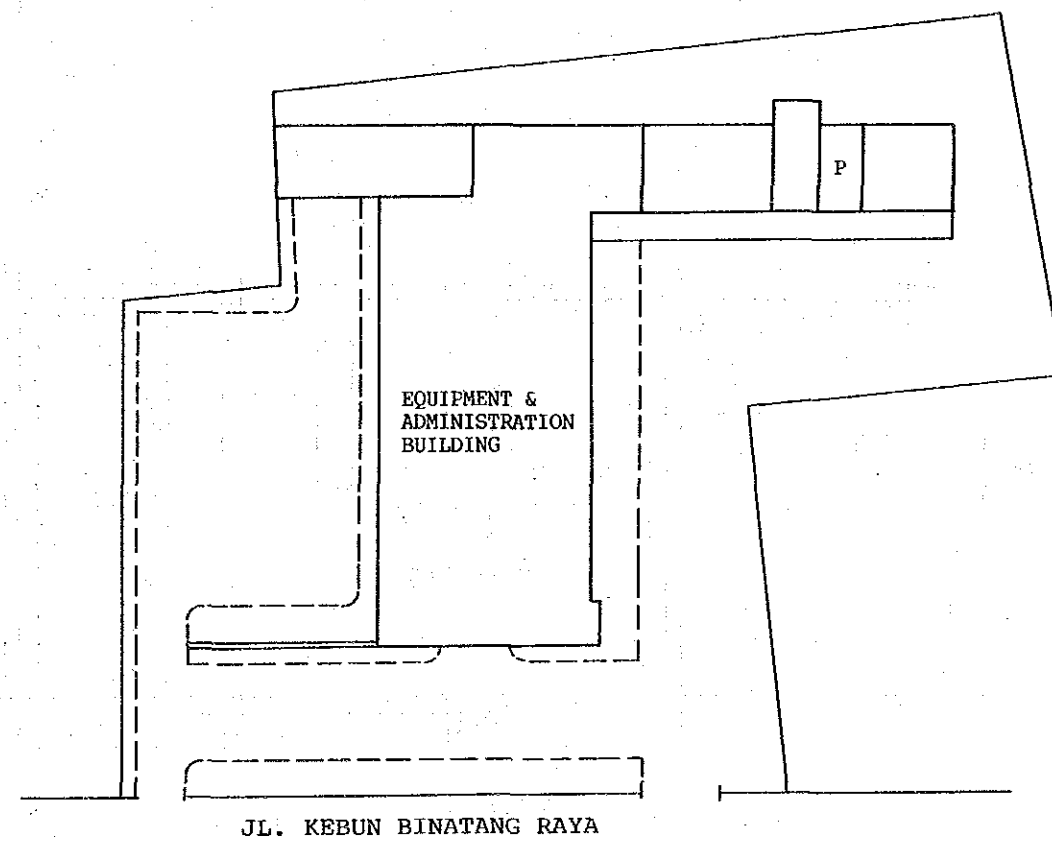 P
EQUIPMENT &
ADMINISTRATION
BUILDING
JL. KEBUN BINATANG RAYA